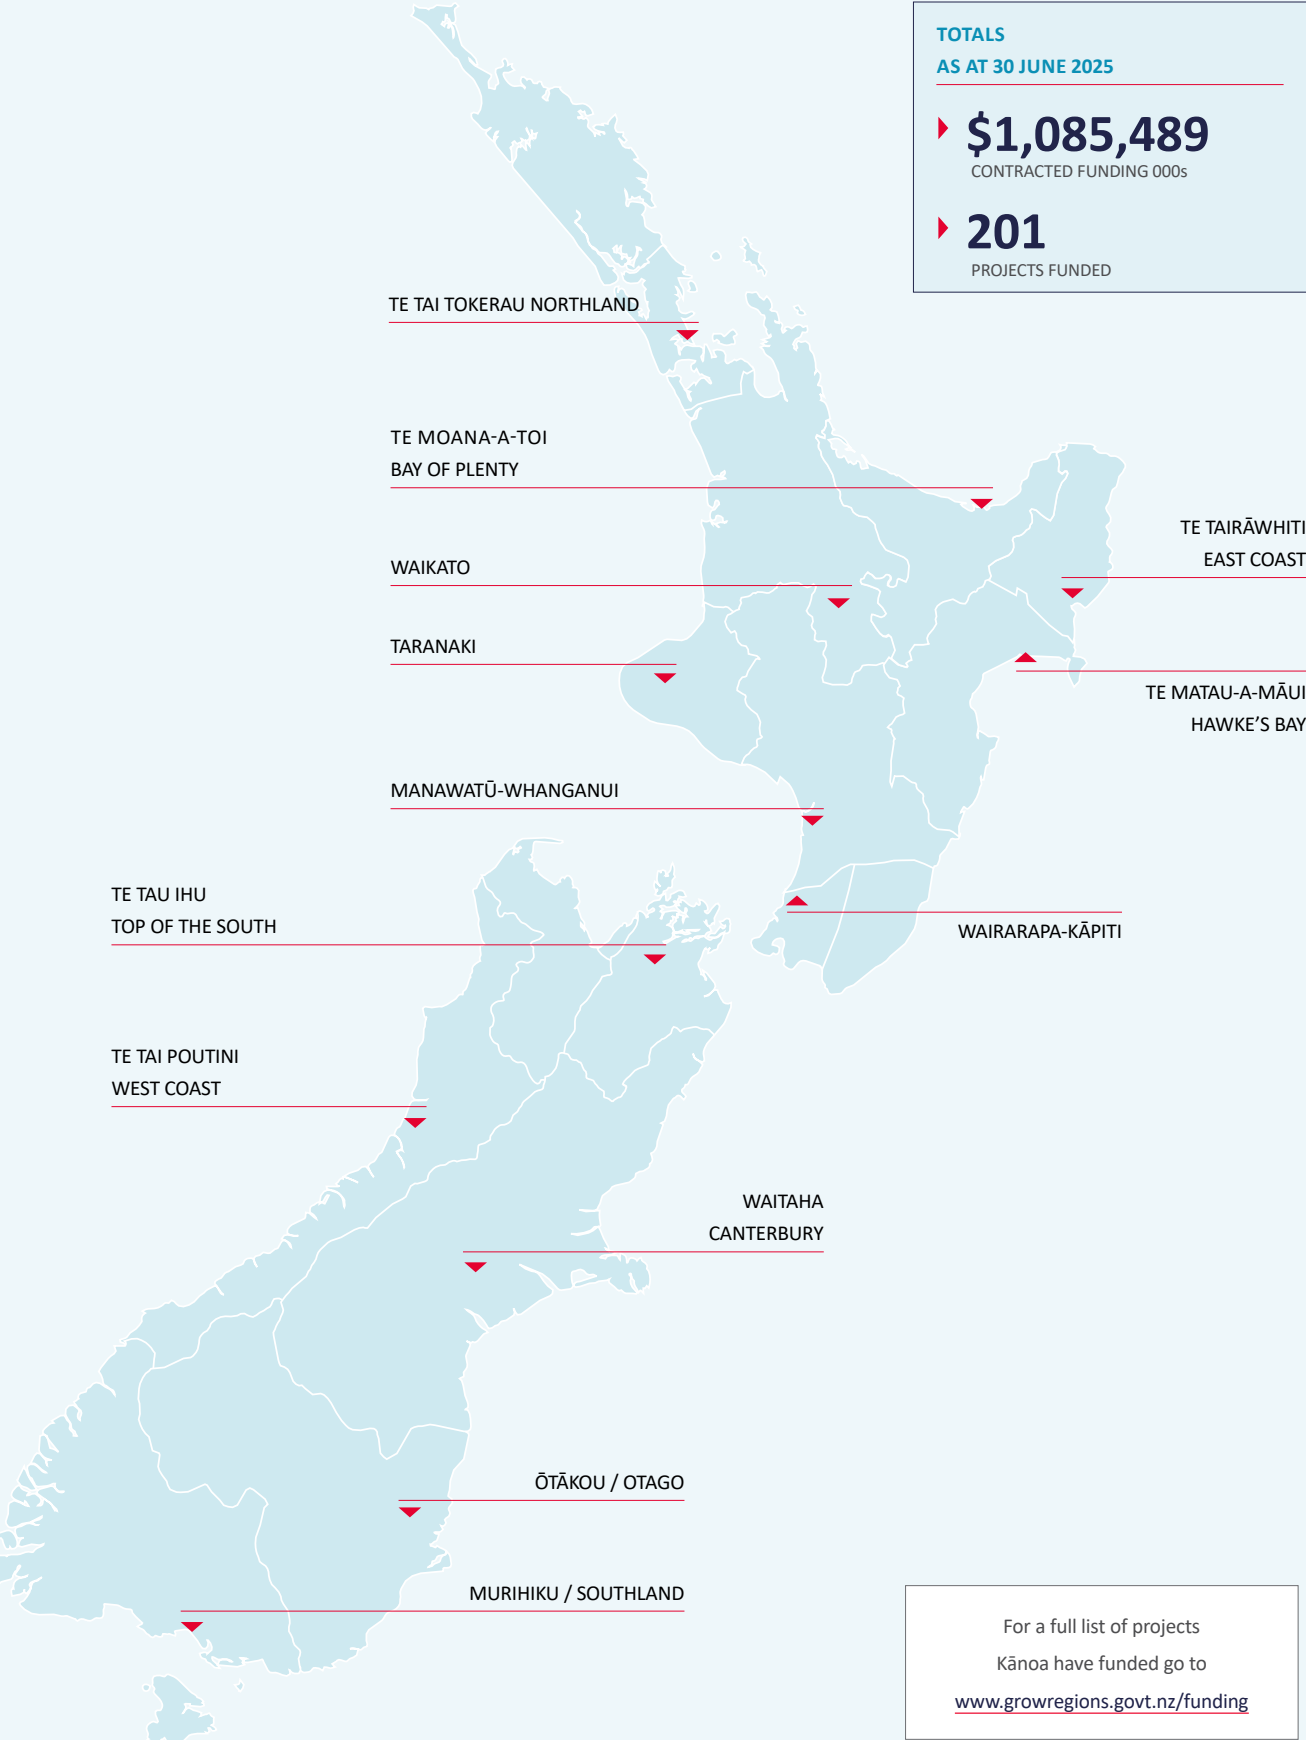 TOTALS
AS AT 30 JUNE 2025
$1,085,489
CONTRACTED FUNDING 000s
201
PROJECTS FUNDED
TE TAI TOKERAU NORTHLAND
TE MOANA-A-TOI
BAY OF PLENTY
TE TAIRĀWHITI
EAST COAST
WAIKATO
TARANAKI
TE MATAU-A-MĀUI
HAWKE’S BAY
MANAWATŪ-WHANGANUI
TE TAU IHU
TOP OF THE SOUTH
WAIRARAPA-KĀPITI
TE TAI POUTINI
WEST COAST
WAITAHA
CANTERBURY
ŌTĀKOU / OTAGO
MURIHIKU / SOUTHLAND
For a full list of projects
Kānoa have funded go to
www.growregions.govt.nz/funding